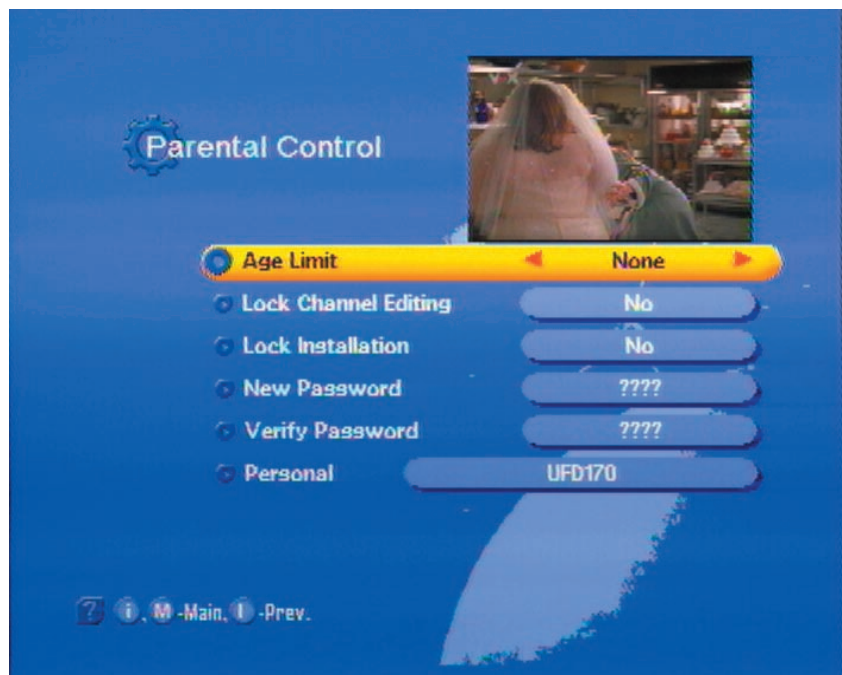 Parental Control
Age Limit None
Lock Channel Editing No
Lock Installation No
New Password ????
Verify Password ????
Personal UFD170
? i, M -Main, I -Prev.